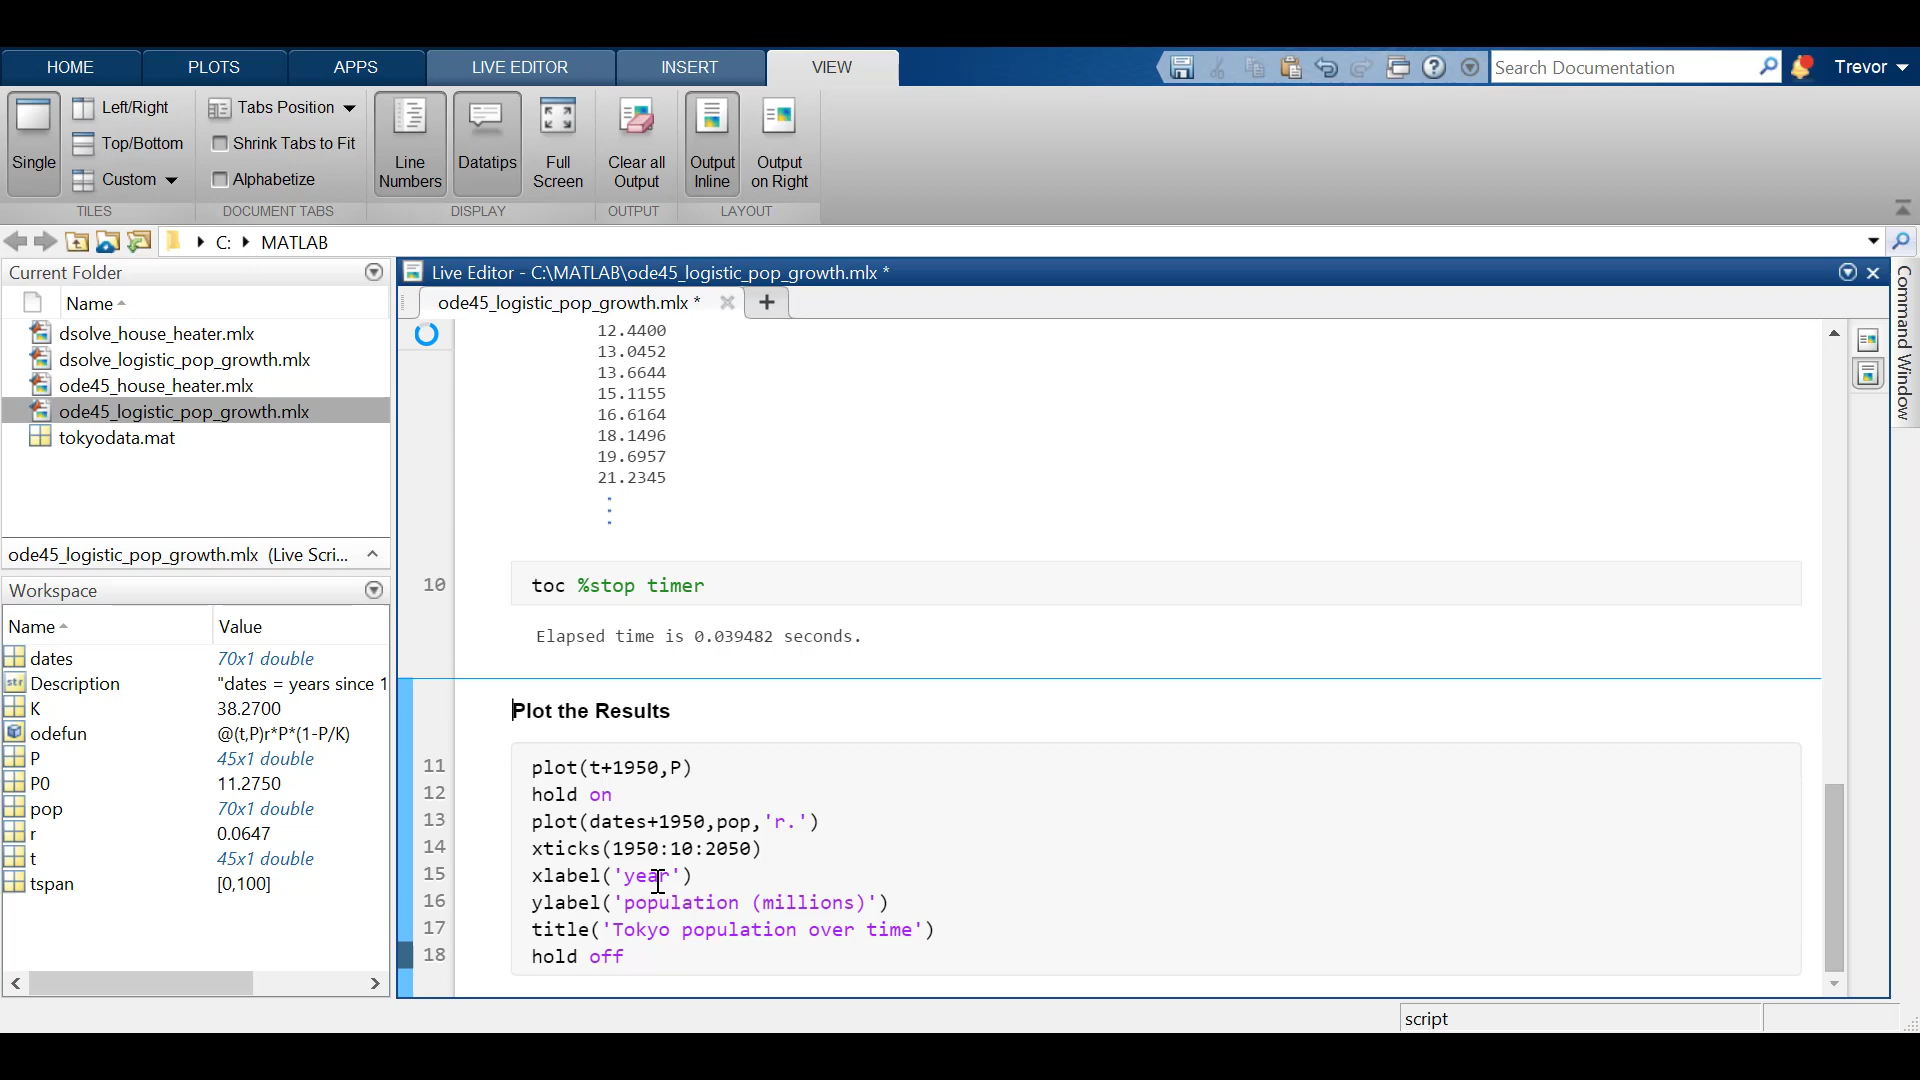 HOME PLOTS APPS LIVE EDITOR INSERT VIEW Search Documentation Trevor
Single
Left/Right
Top/Bottom
Custom
TILES
Tabs Position
Shrink Tabs to Fit
Alphabetize
DOCUMENT TABS
Line Numbers
Datatips
Full Screen
DISPLAY
Clear all Output
OUTPUT
Output Inline
Output on Right
LAYOUT
C: MATLAB
Current Folder
Name
dsolve_house_heater.mlx
dsolve_logistic_pop_growth.mlx
ode45_house_heater.mlx
ode45_logistic_pop_growth.mlx
tokyodata.mat
ode45_logistic_pop_growth.mlx (Live Scri...
Workspace
Name Value
dates 70x1 double
str Description "dates = years since 1
K 38.2700
odefun @(t,P)r*P*(1-P/K)
P 45x1 double
P0 11.2750
pop 70x1 double
r 0.0647
t 45x1 double
tspan [0,100]
Live Editor - C:\MATLAB\ode45_logistic_pop_growth.mlx *
ode45_logistic_pop_growth.mlx *
12.4400
13.0452
13.6644
15.1155
16.6164
18.1496
19.6957
21.2345
10 toc %stop timer
Elapsed time is 0.039482 seconds.
Plot the Results
11 plot(t+1950,P)
12 hold on
13 plot(dates+1950,pop,'r.')
14 xticks(1950:10:2050)
15 xlabel('year')
16 ylabel('population (millions)')
17 title('Tokyo population over time')
18 hold off
Command Window
script